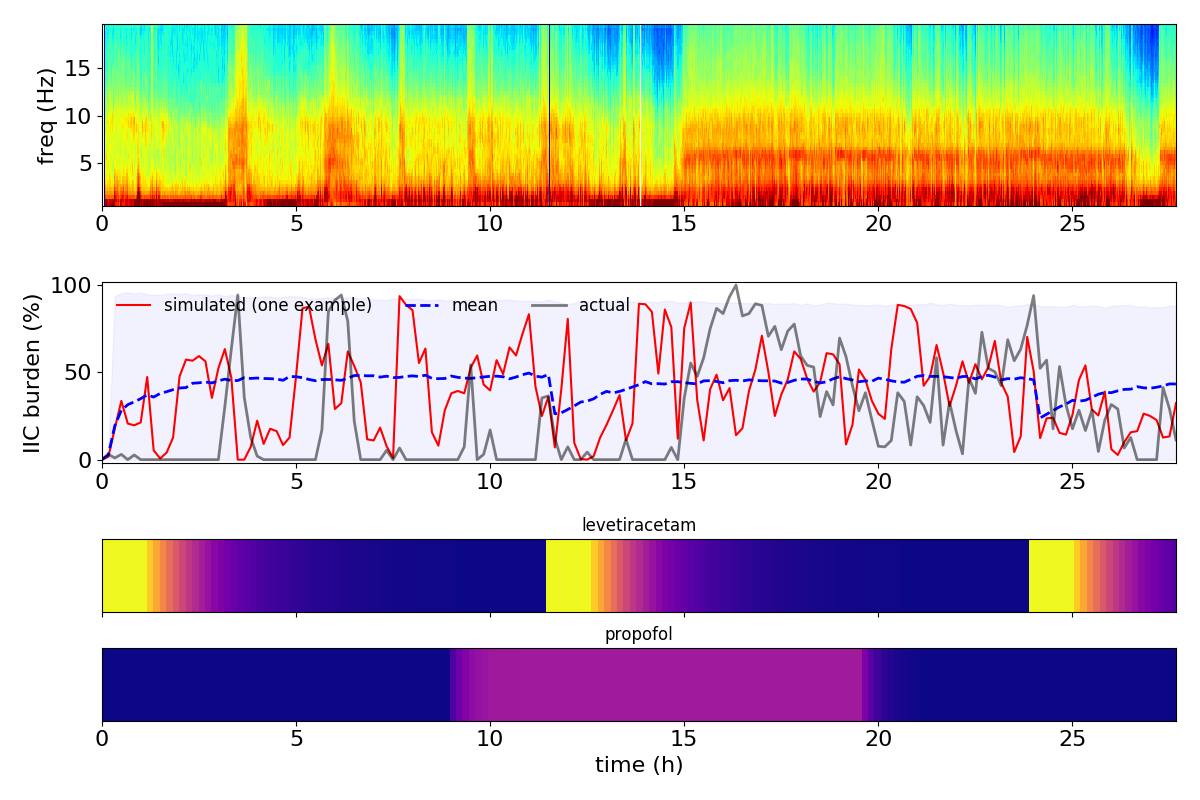 freq (Hz)
15
10
5
0 5 10 15 20 25
IIC burden (%)
100
50
0
simulated (one example) mean actual
0 5 10 15 20 25
levetiracetam
propofol
0 5 10 15 20 25
time (h)